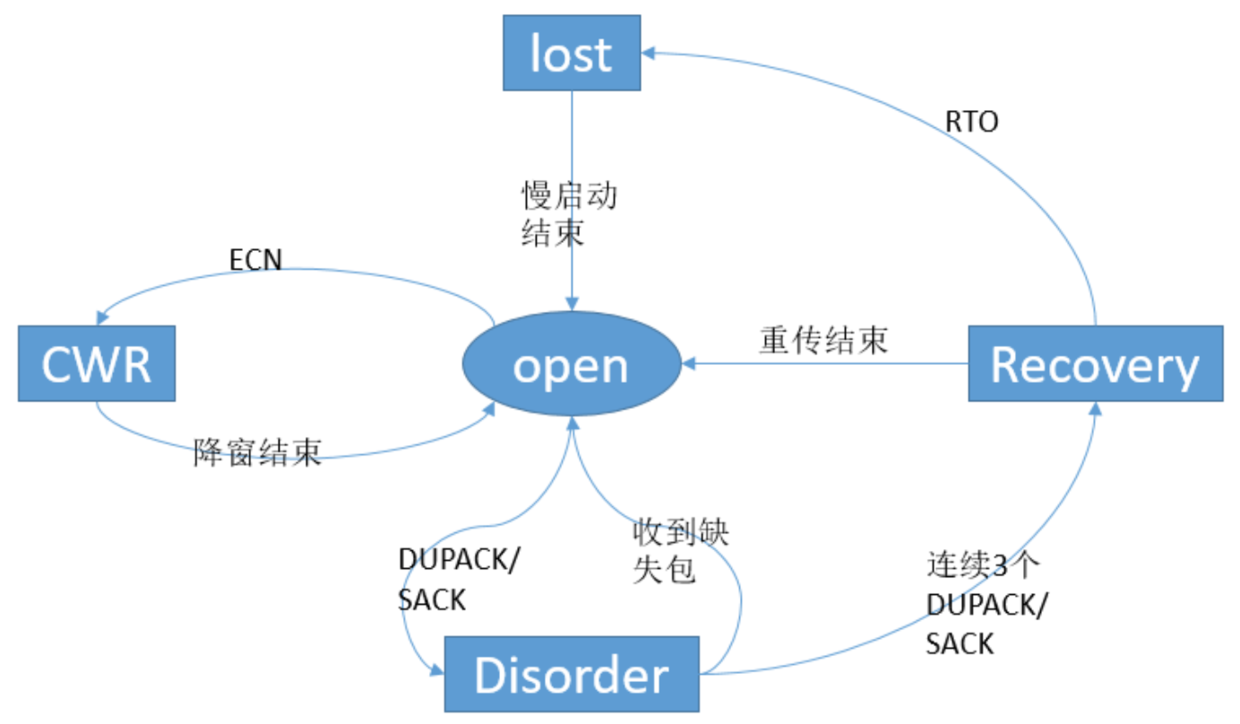 lost
RTO
慢启动
结束
ECN
CWR
open
重传结束
Recovery
降窗结束
DUPACK/
SACK
收到缺
失包
连续3个
DUPACK/
SACK
Disorder